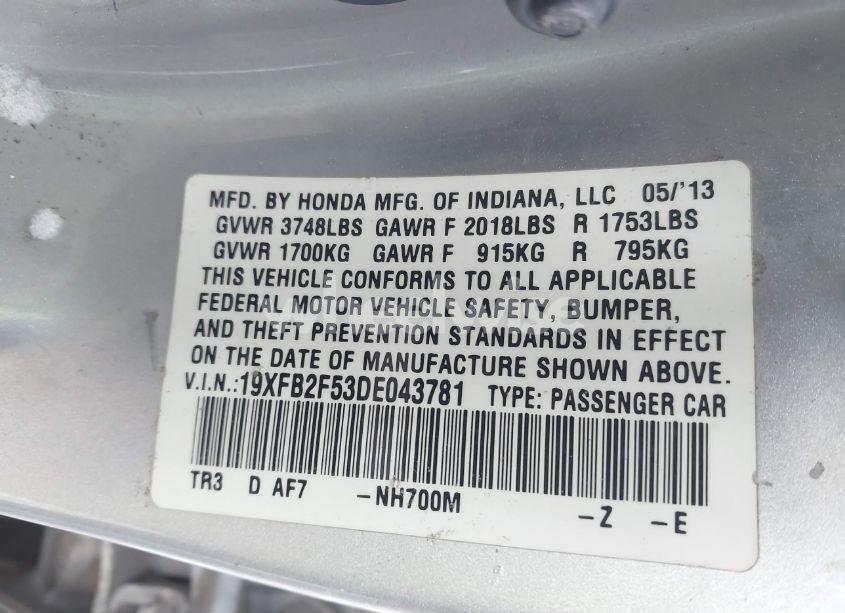 MFD. BY HONDA MFG. OF INDIANA, LLC 05/'13
GVWR 3748LBS GAWR F 2018LBS R 1753LBS
GVWR 1700KG GAWR F 915KG R 795KG
THIS VEHICLE CONFORMS TO ALL APPLICABLE
FEDERAL MOTOR VEHICLE SAFETY, BUMPER,
AND THEFT PREVENTION STANDARDS IN EFFECT
ON THE DATE OF MANUFACTURE SHOWN ABOVE.
V.I.N.:19XFB2F53DE043781 TYPE: PASSENGER CAR
TR3 D AF7 -NH700M -Z -E